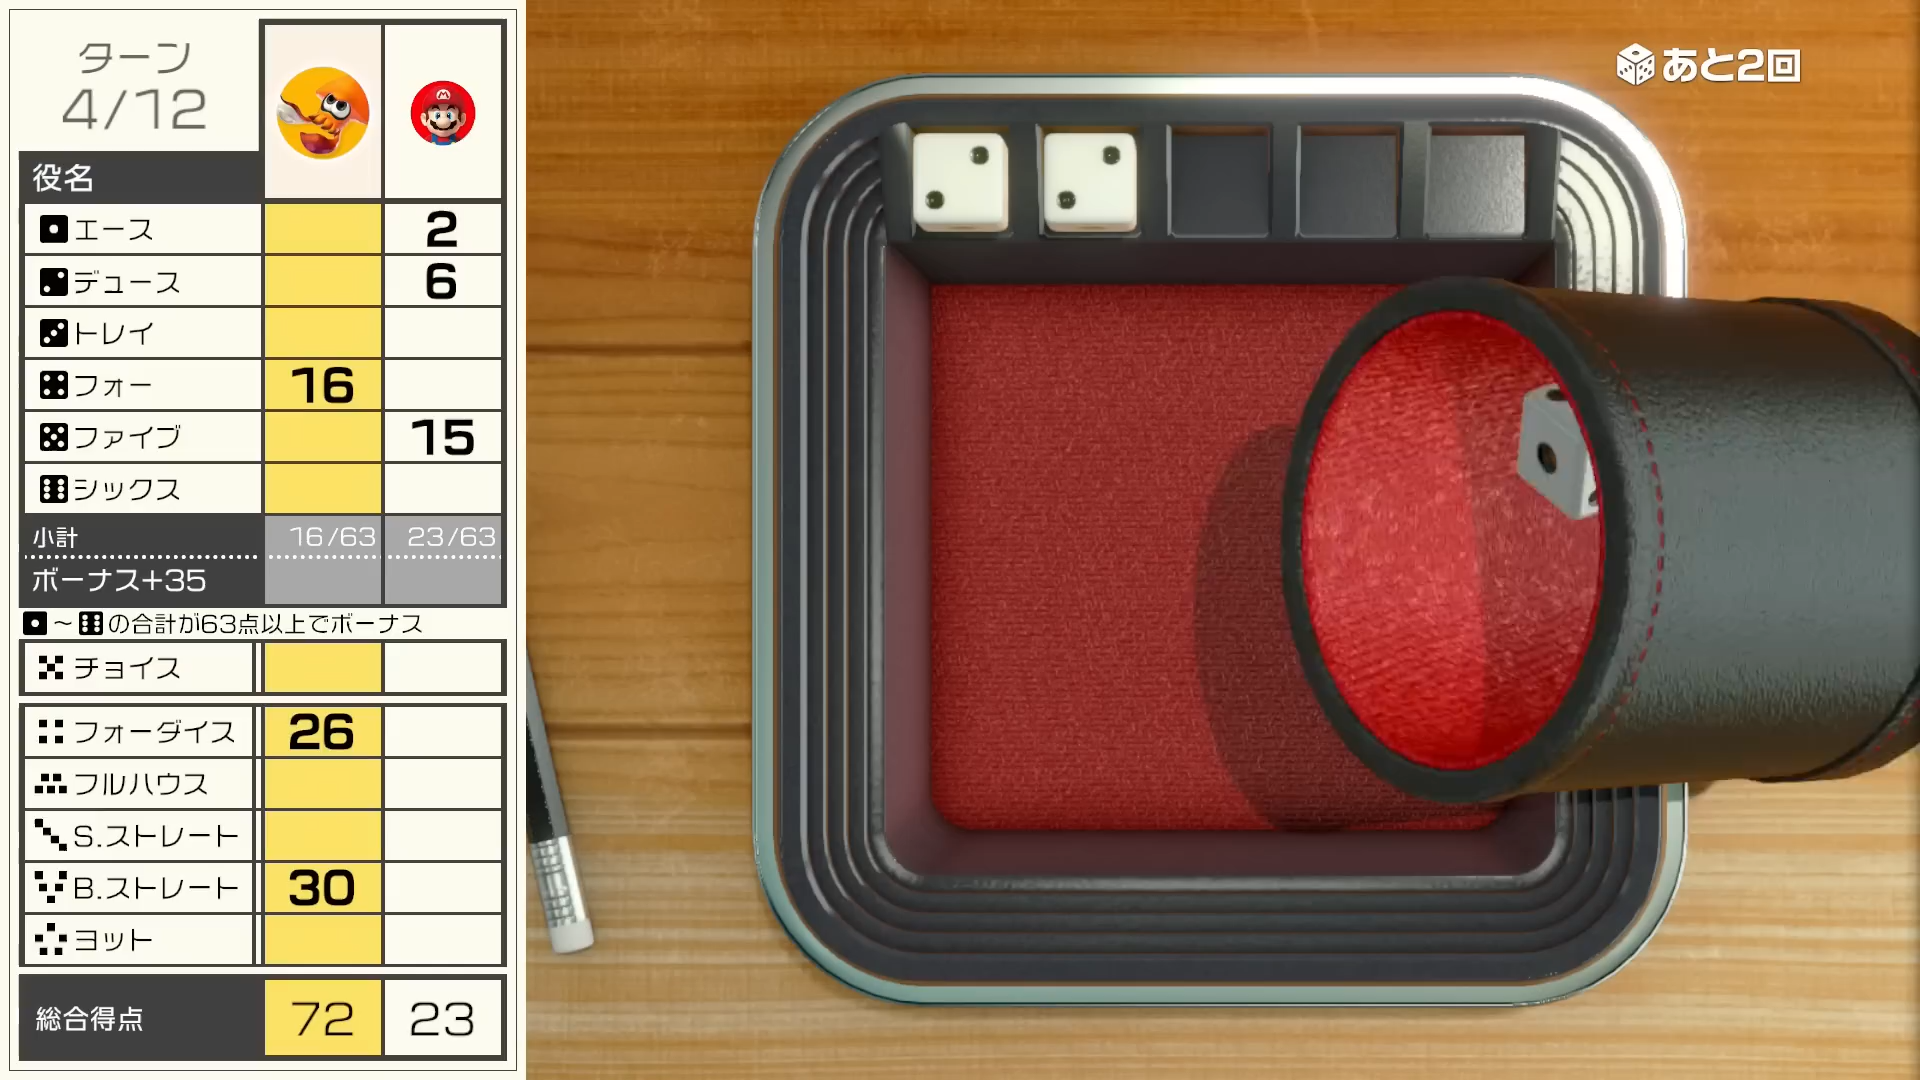 ターン
4/12
役名
エース 2
デュース 6
トレイ
フォー 16
ファイブ 15
シックス
小計 16/63 23/63
ボーナス+35
⚀~⚅の合計が63点以上でボーナス
チョイス
フォーダイス 26
フルハウス
S.ストレート
B.ストレート 30
ヨット
総合得点 72 23
あと2回